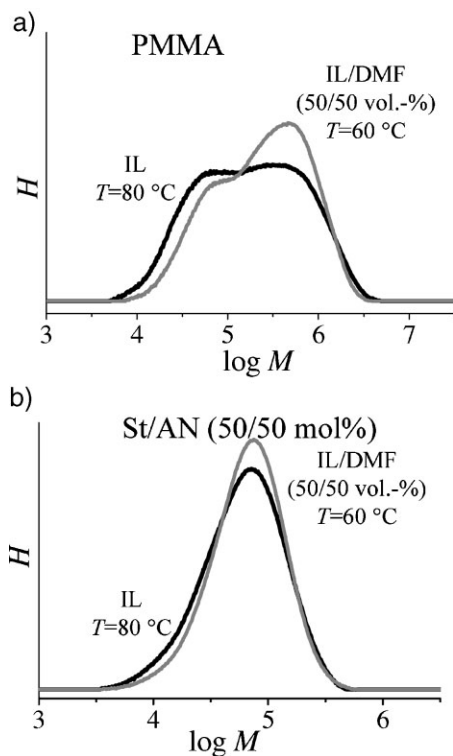 a)
PMMA
IL/DMF
(50/50 vol.-%)
T=60 °C
IL
T=80 °C
H
3 4 5 6 7
log M
b)
St/AN (50/50 mol%)
IL/DMF
(50/50 vol.-%)
T=60 °C
IL
T=80 °C
H
3 4 5 6
log M